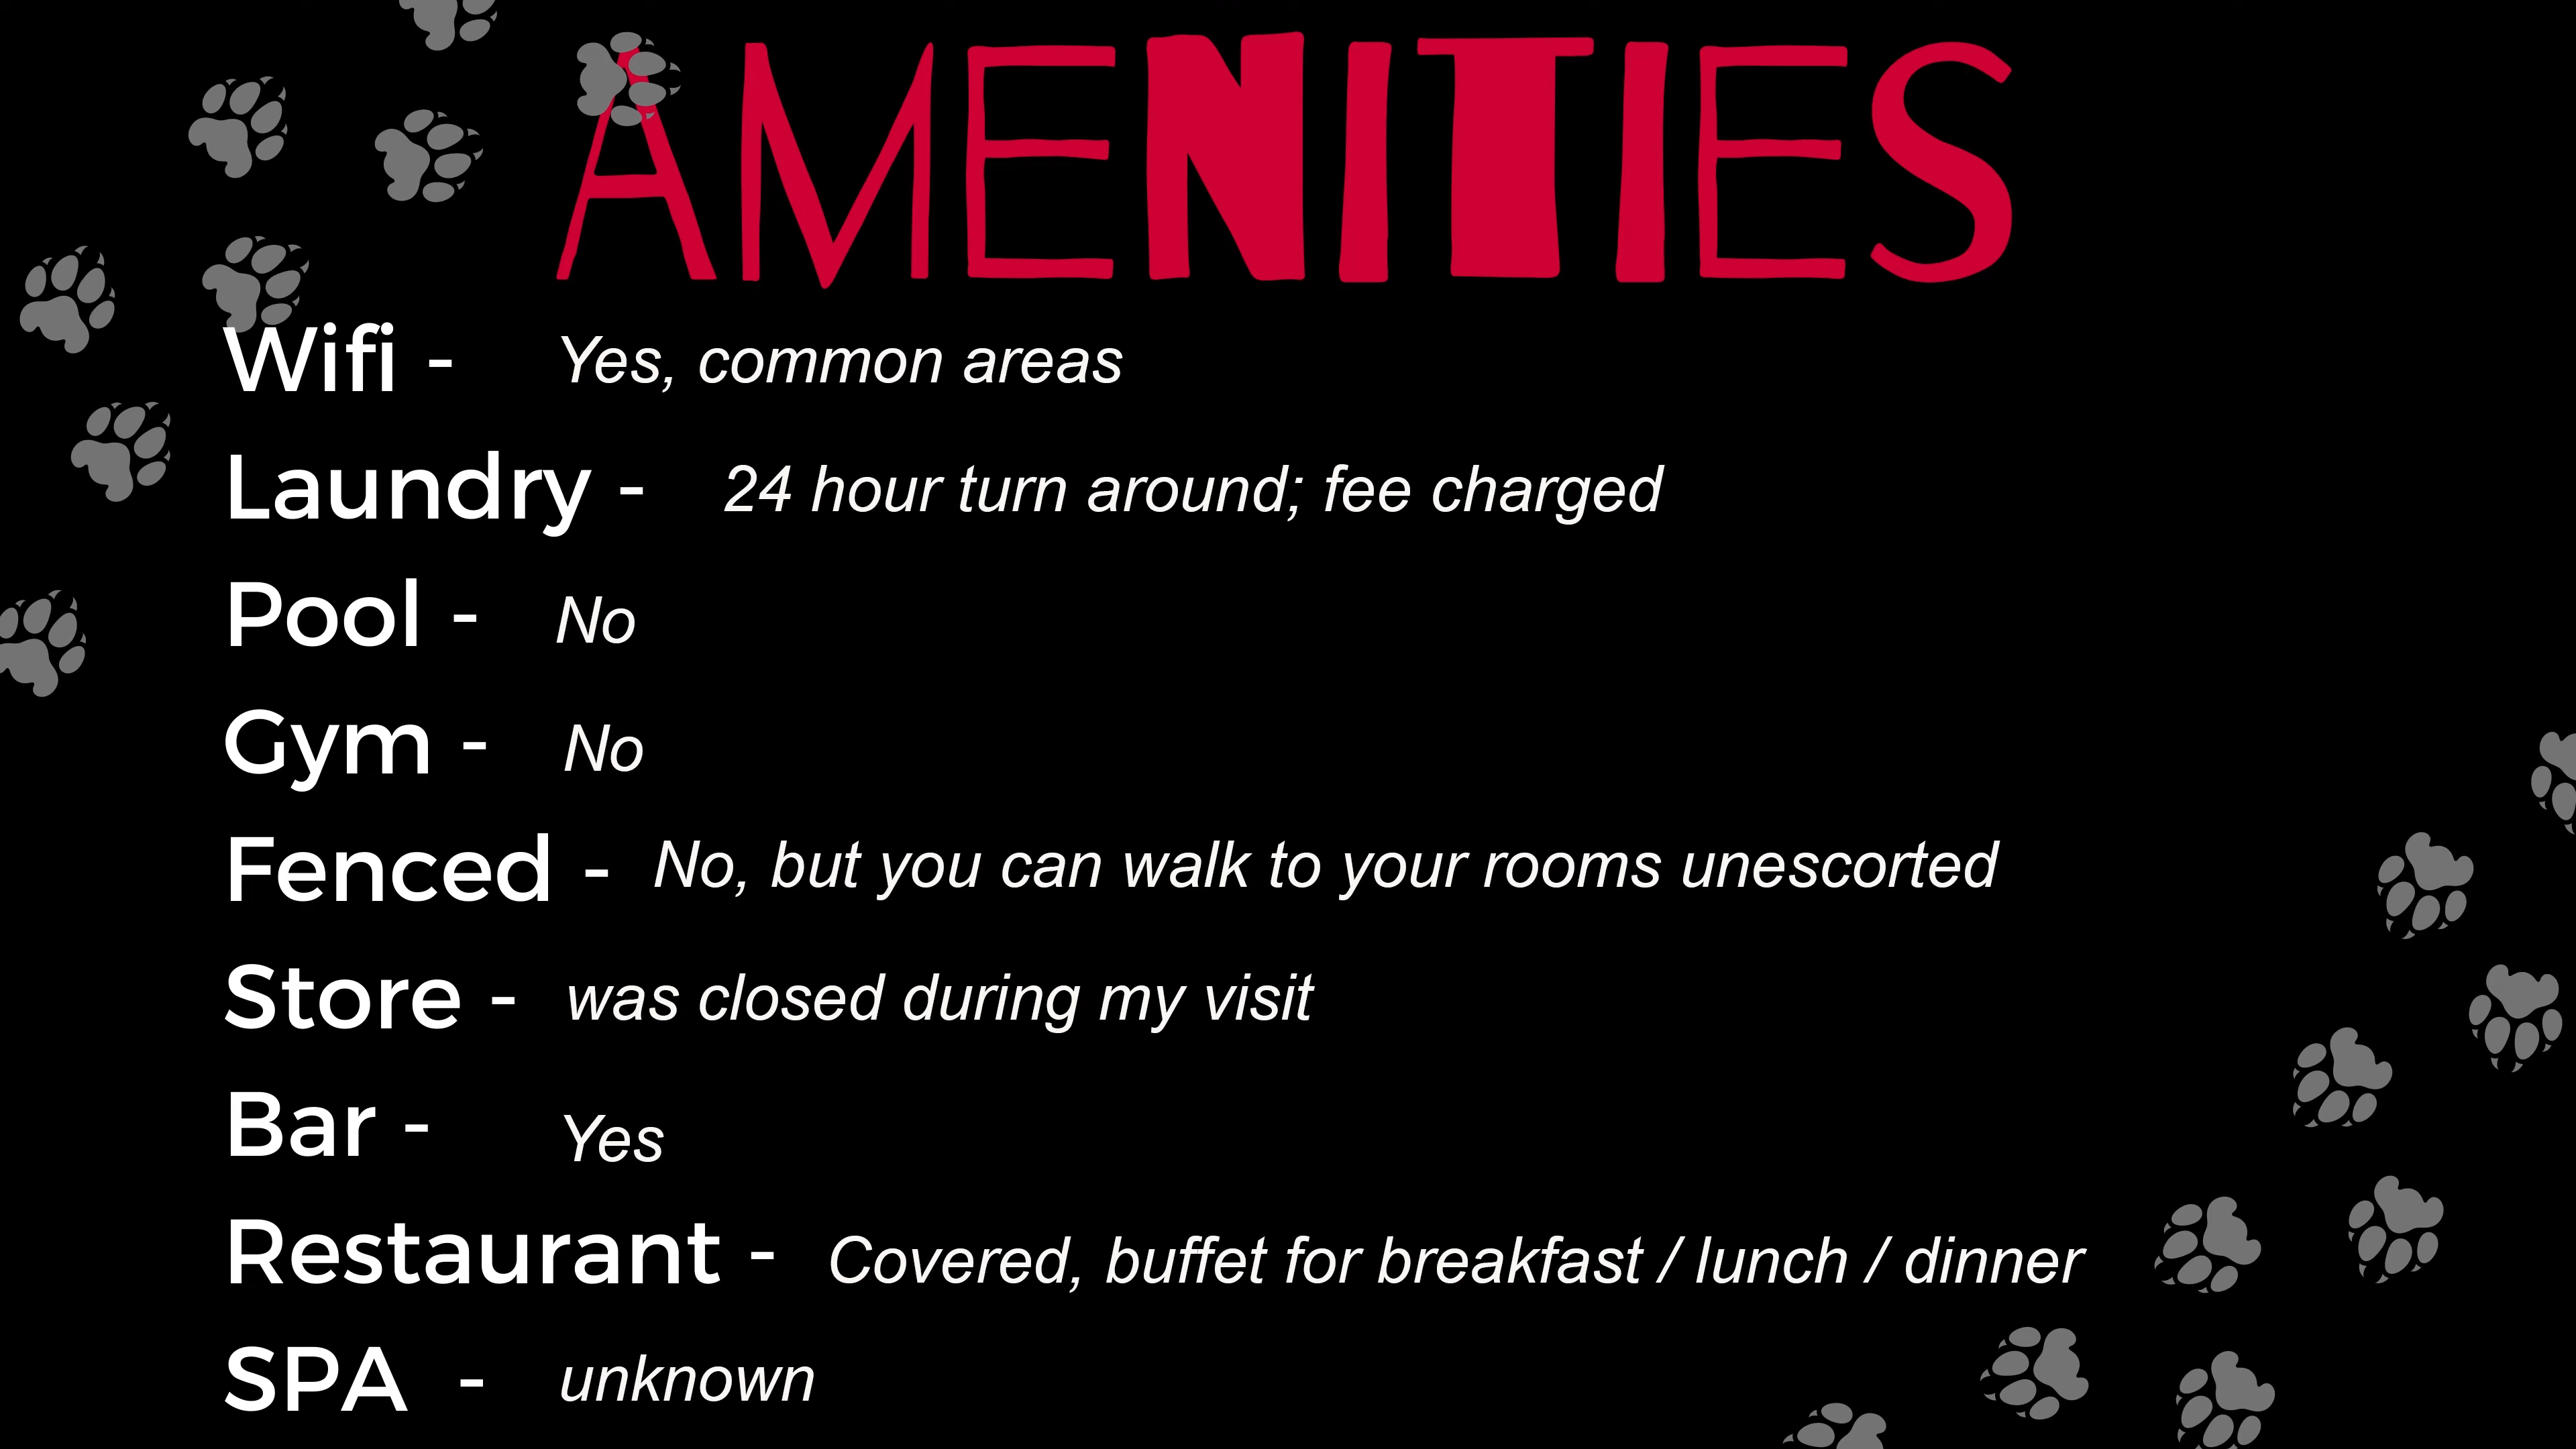 AMENITIES
Wifi - Yes, common areas
Laundry - 24 hour turn around; fee charged
Pool - No
Gym - No
Fenced - No, but you can walk to your rooms unescorted
Store - was closed during my visit
Bar - Yes
Restaurant - Covered, buffet for breakfast / lunch / dinner
SPA - unknown